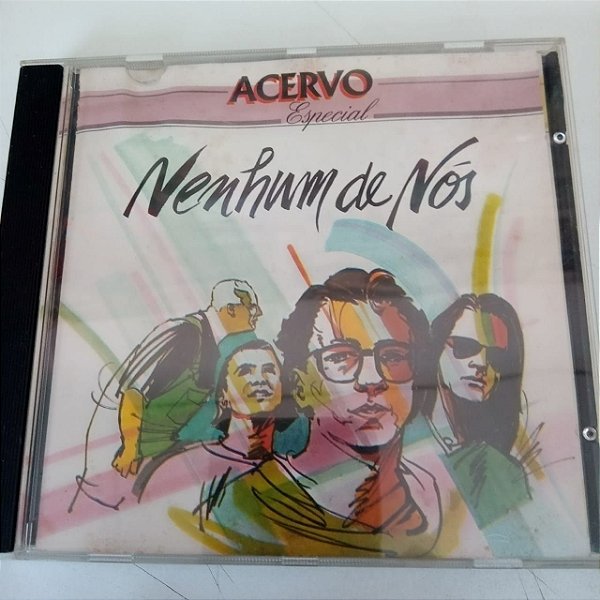 ACERVO
Especial
Nenhum de Nós